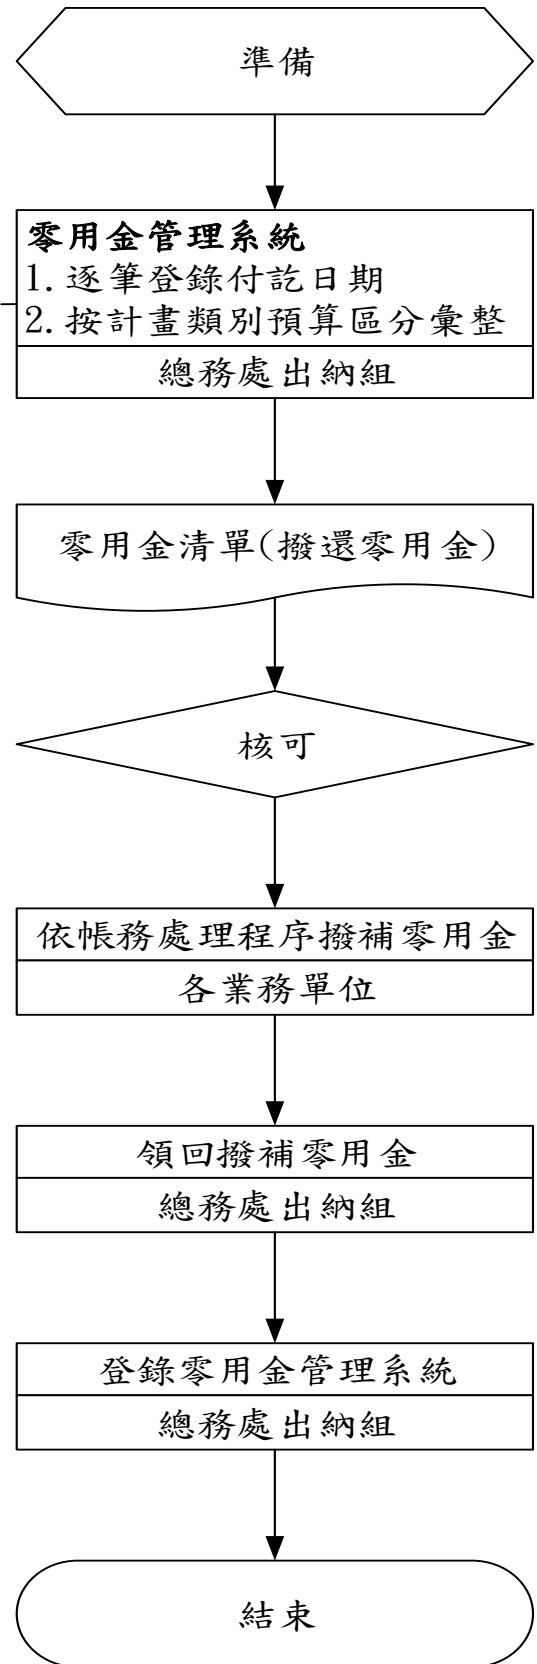 準備
零用金管理系統
1. 逐筆登錄付訖日期
2. 按計畫類別預算區分彙整
總務處出納組
零用金清單(撥還零用金)
核可
依帳務處理程序撥補零用金
各業務單位
領回撥補零用金
總務處出納組
登錄零用金管理系統
總務處出納組
結束